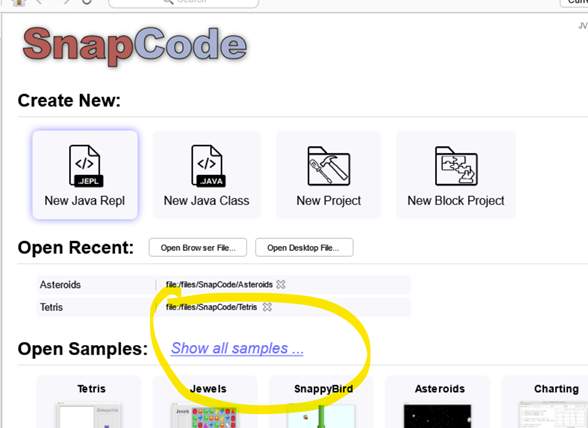 Search
Curr
JV
SnapCode
Create New:
</> .JEPL
</> .JAVA
New Java Repl
New Java Class
New Project
New Block Project
Open Recent:
Open Browser File...
Open Desktop File...
Asteroids
file:/files/SnapCode/Asteroids
Tetris
file:/files/SnapCode/Tetris
Open Samples:
Show all samples ...
Tetris
Jewels
SnappyBird
Asteroids
Charting